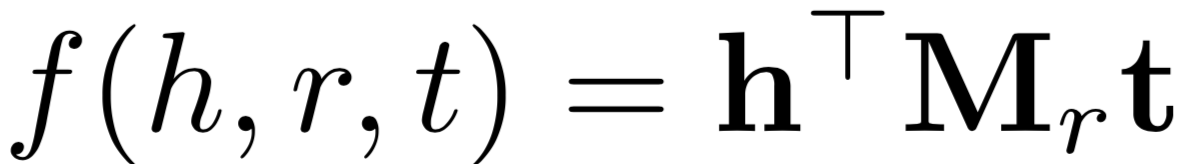 f(h, r, t) = 𝐡^⊤ 𝐌_r 𝐭